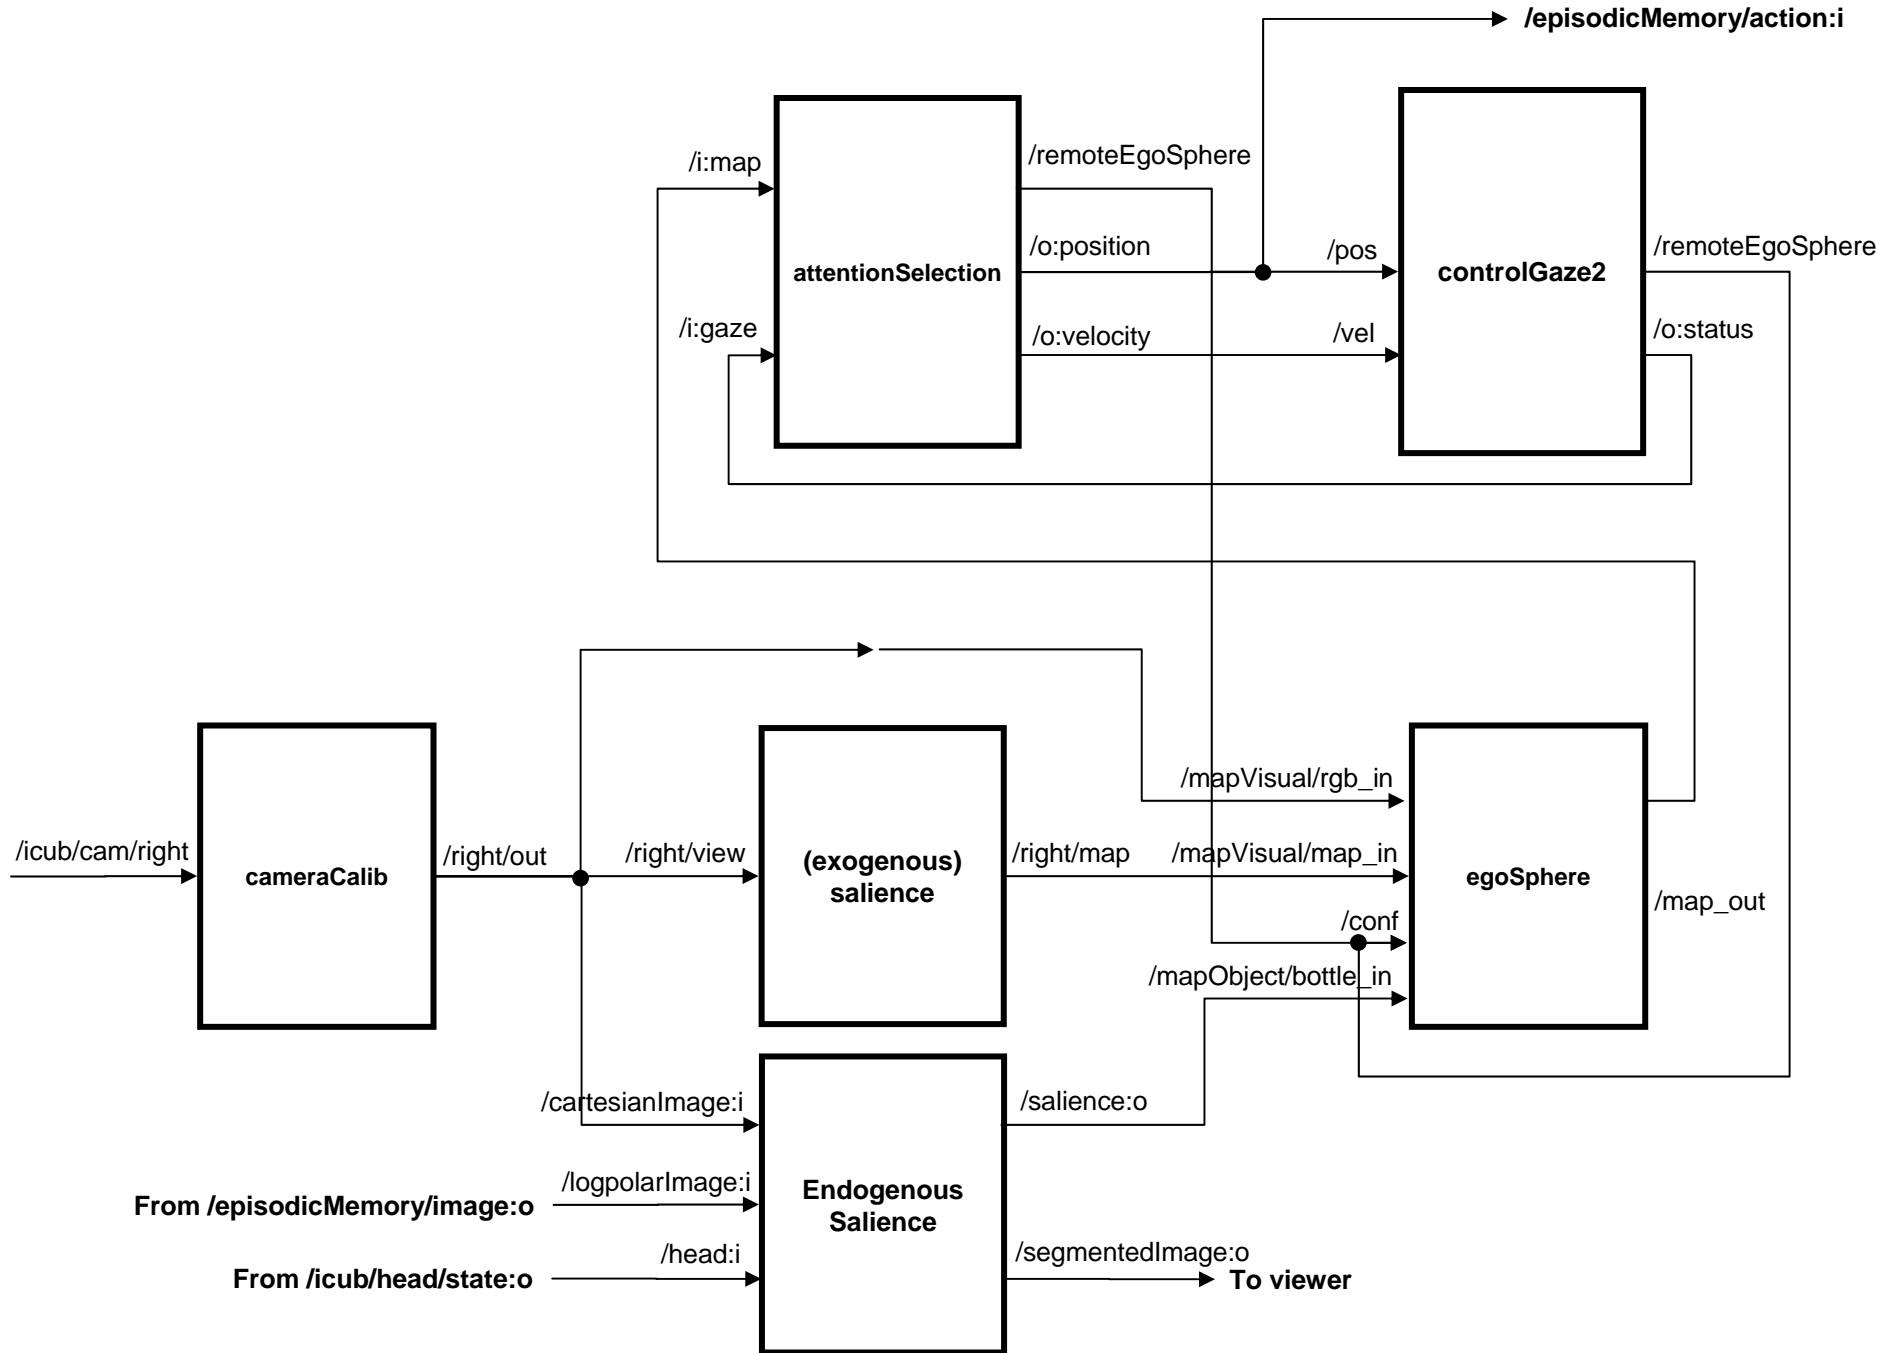 /episodicMemory/action:i
/i:map
/remoteEgoSphere
/o:position
/pos
/remoteEgoSphere
attentionSelection
controlGaze2
/i:gaze
/o:velocity
/vel
/o:status
/mapVisual/rgb_in
/icub/cam/right
/right/out
/right/view
/right/map
/mapVisual/map_in
cameraCalib
(exogenous)
salience
egoSphere
/map_out
/conf
/mapObject/bottle_in
/cartesianImage:i
/salience:o
/logpolarImage:i
From /episodicMemory/image:o
Endogenous
Salience
/head:i
/segmentedImage:o
From /icub/head/state:o
To viewer